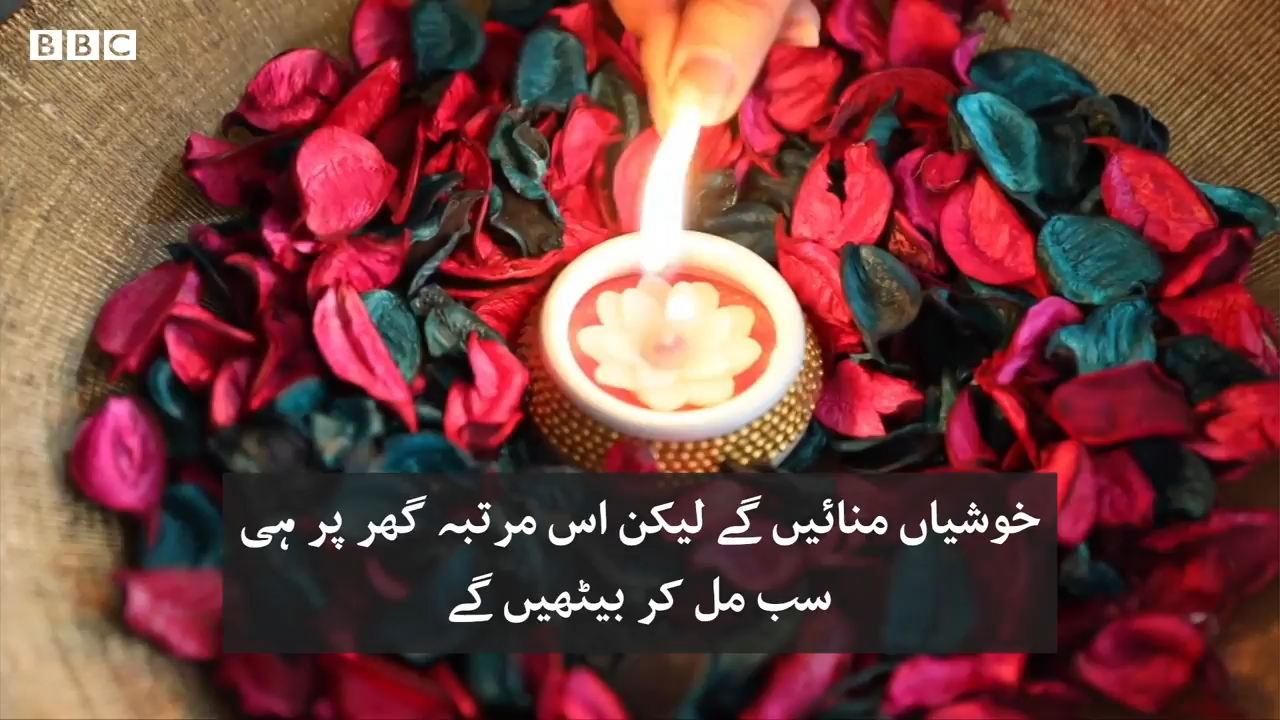 BBC
خوشیاں منائیں گے لیکن اس مرتبہ گھر پر ہی
سب مل کر بیٹھیں گے